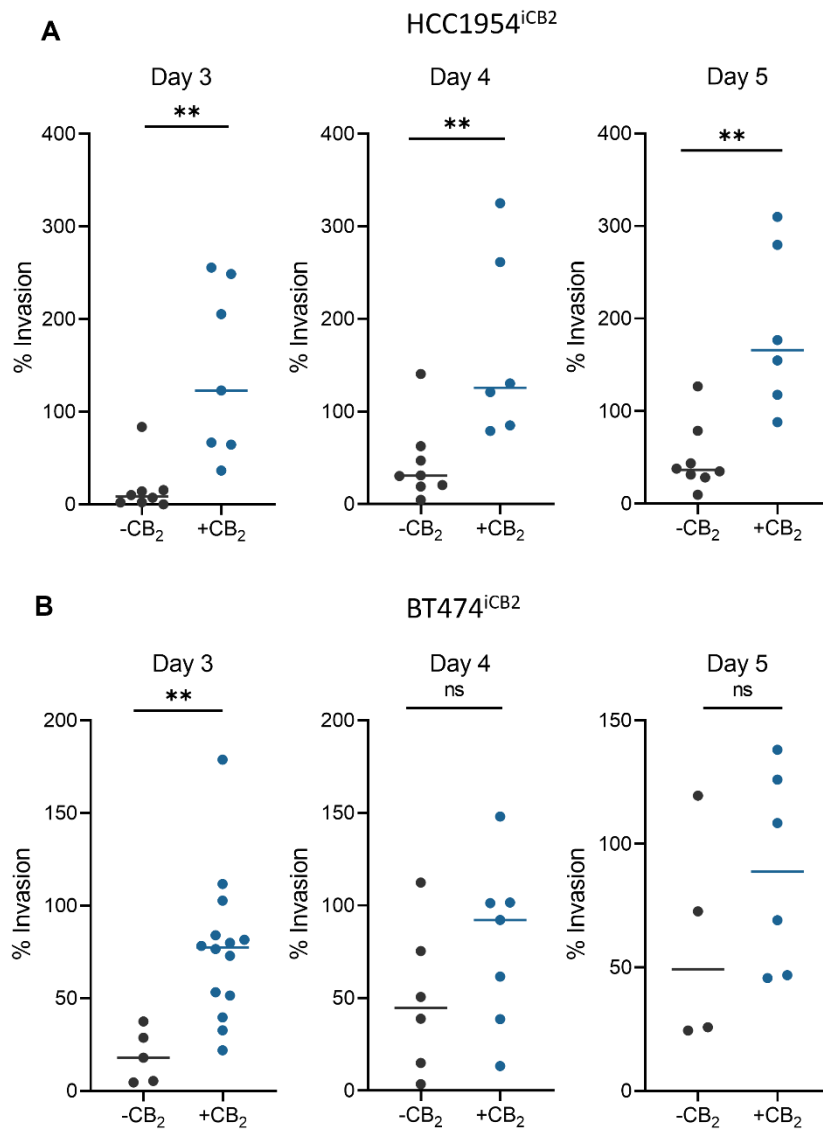 A
HCC1954iCB2
Day 3 Day 4 Day 5
** ** **
400 400 400
300 300 300
200 200 200
100 100 100
0 0 0
% Invasion % Invasion % Invasion
-CB2 +CB2 -CB2 +CB2 -CB2 +CB2
B
BT474iCB2
Day 3 Day 4 Day 5
** ns ns
200 200 150
150 150 100
100 100 50
50 50 0
0 0
% Invasion % Invasion % Invasion
-CB2 +CB2 -CB2 +CB2 -CB2 +CB2